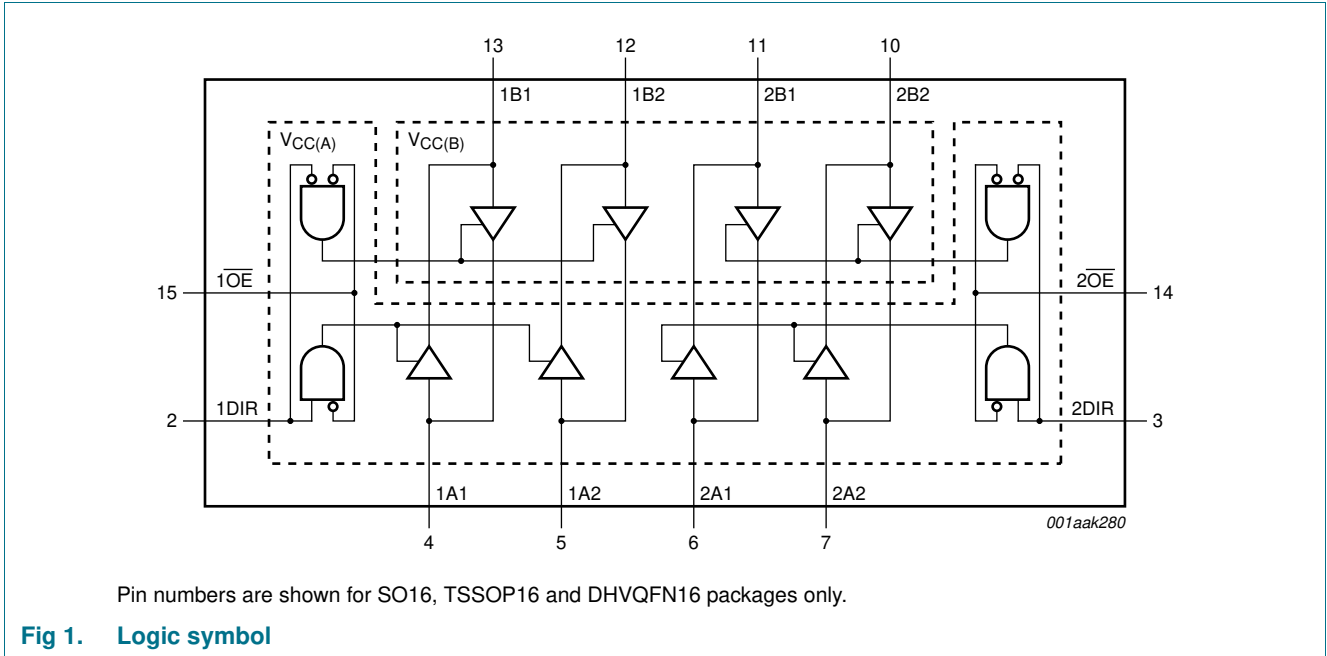 13 12 11 10
1B1 1B2 2B1 2B2
VCC(A) VCC(B)
15 1OE 2OE 14
2 1DIR 2DIR 3
1A1 1A2 2A1 2A2
4 5 6 7
001aak280
Pin numbers are shown for SO16, TSSOP16 and DHVQFN16 packages only.
Fig 1. Logic symbol